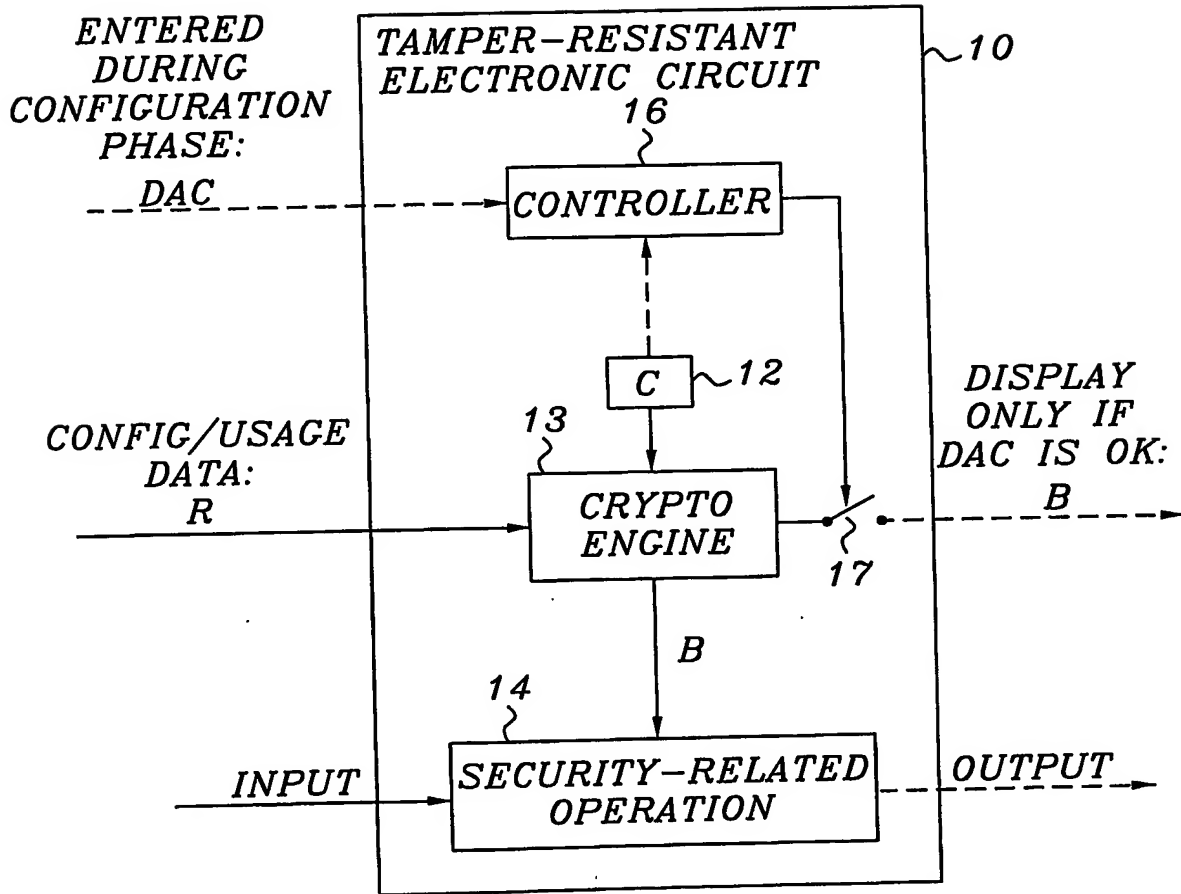 ENTERED
DURING
CONFIGURATION
PHASE:
DAC
TAMPER-RESISTANT
ELECTRONIC CIRCUIT
10
16
CONTROLLER
C
12
CONFIG/USAGE
DATA:
R
13
CRYPTO
ENGINE
17
DISPLAY
ONLY IF
DAC IS OK:
B
B
14
INPUT
SECURITY-RELATED
OPERATION
OUTPUT